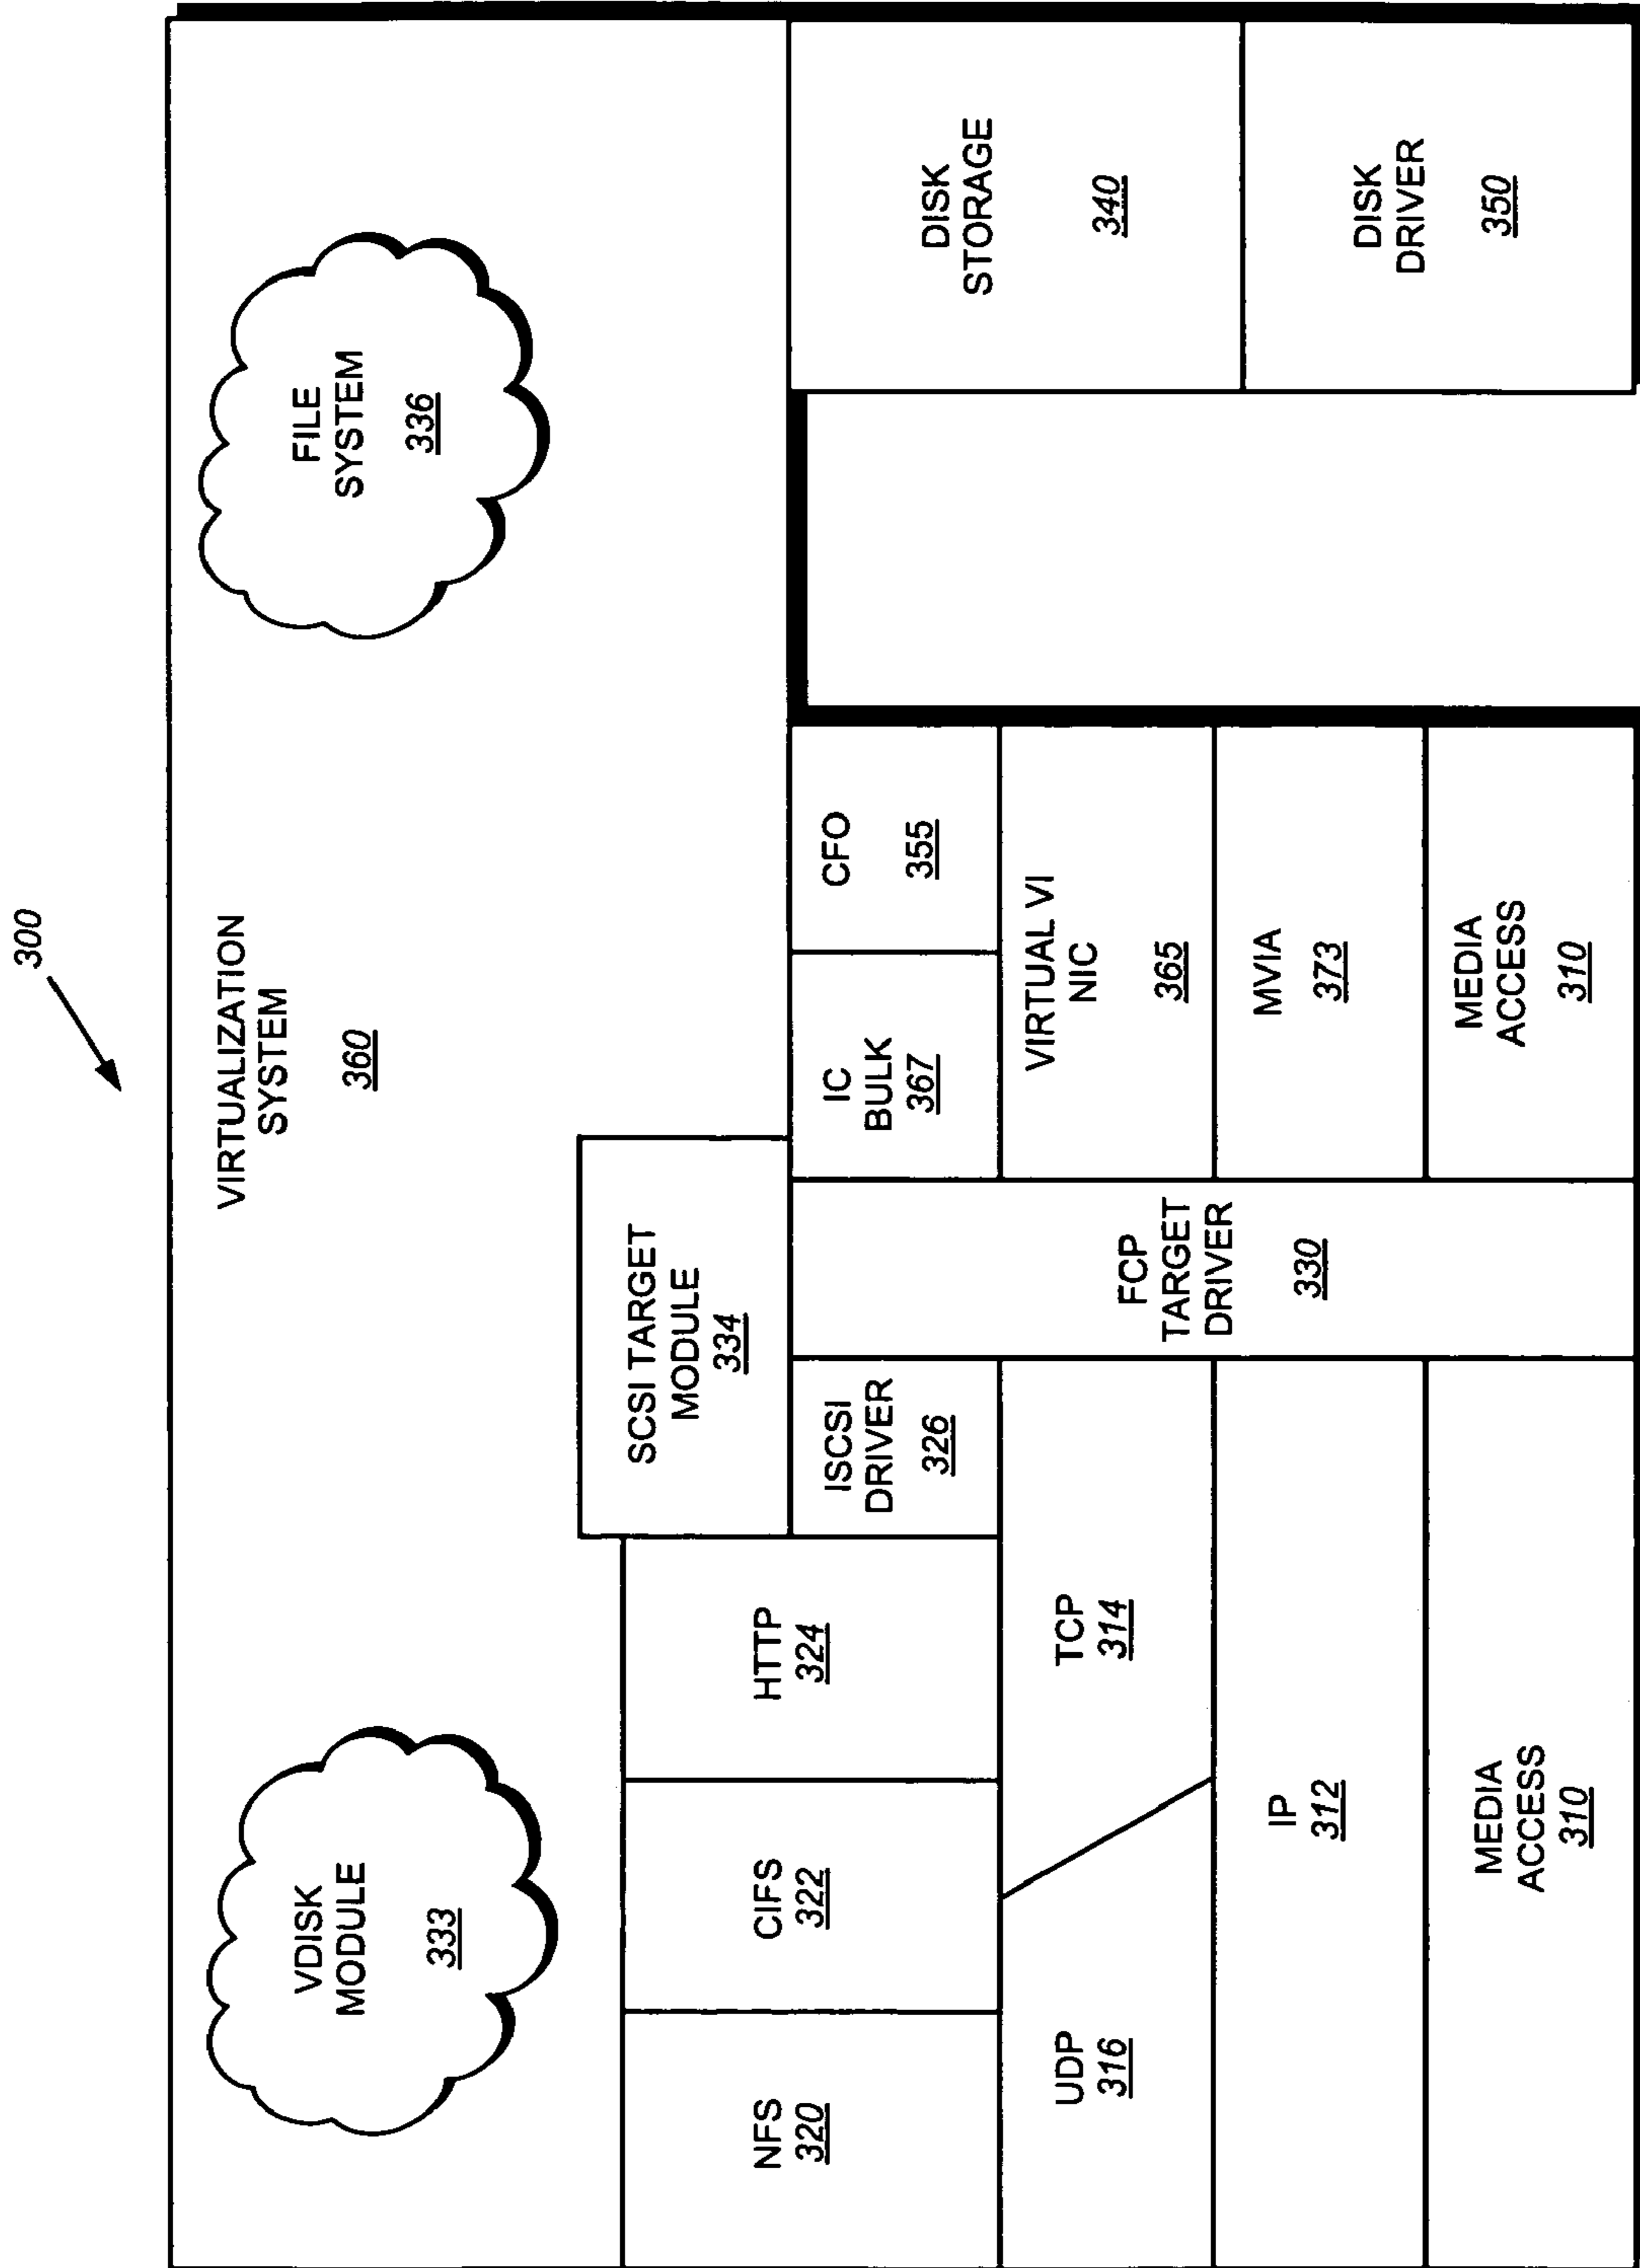 300
VIRTUALIZATION
SYSTEM
360
VDISK
MODULE
333
FILE
SYSTEM
336
SCSI TARGET
MODULE
334
NFS
320
CIFS
322
HTTP
324
ISCSI
DRIVER
326
IC
BULK
367
CFO
355
DISK
STORAGE
340
UDP
316
TCP
314
FCP
TARGET
DRIVER
330
VIRTUAL VI
NIC
365
IP
312
MVIA
373
DISK
DRIVER
350
MEDIA
ACCESS
310
MEDIA
ACCESS
310